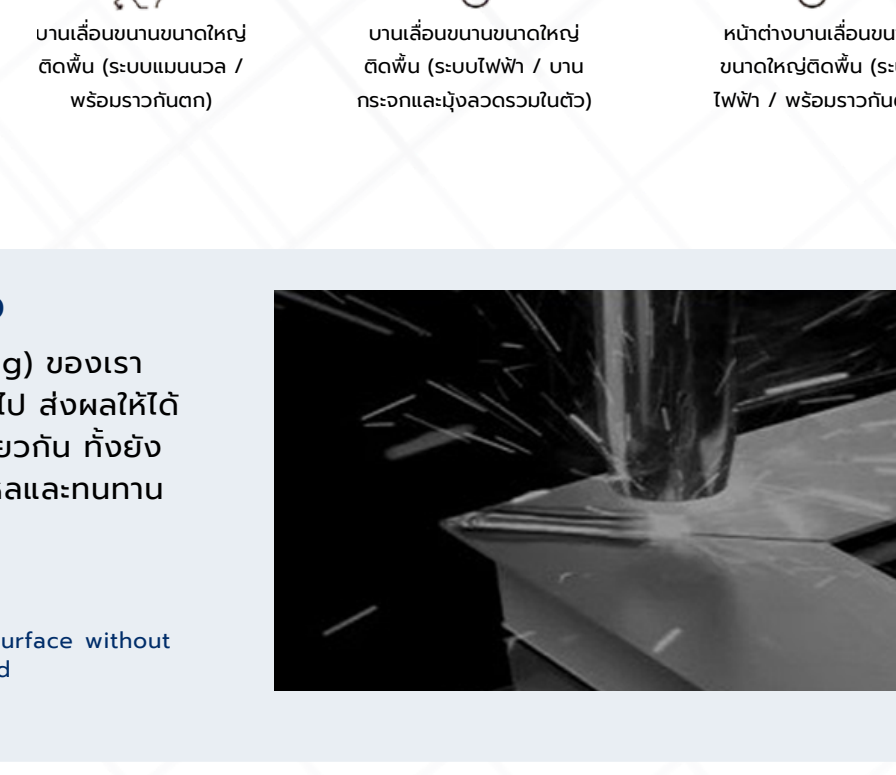 บานเลื่อนขนานขนาดใหญ่
ติดพื้น (ระบบแมนนวล /
พร้อมราวกันตก)
บานเลื่อนขนานขนาดใหญ่
ติดพื้น (ระบบไฟฟ้า / บาน
กระจกและมุ้งลวดรวมในตัว)
หน้าต่างบานเลื่อนขน
ขนาดใหญ่ติดพื้น (ระ
ไฟฟ้า / พร้อมราวกัน
g) ของเรา
ไป ส่งผลให้ได้
ยวกัน ทั้งยัง
หลและทนทาน
urface without
d